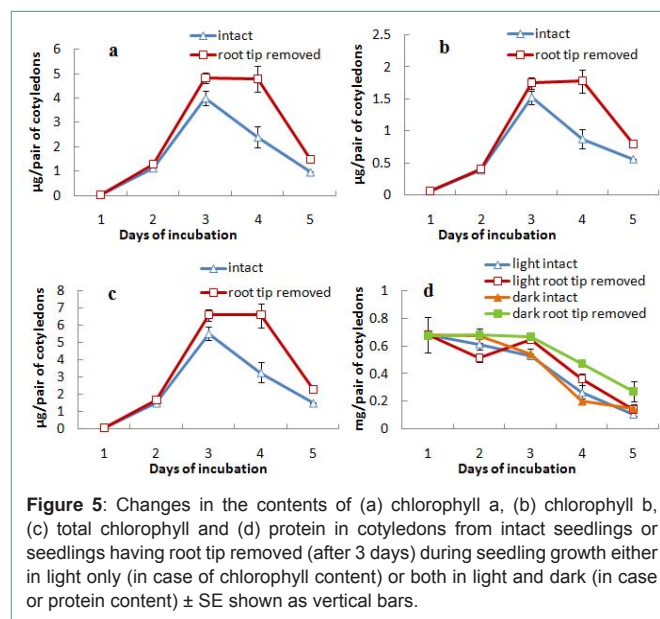 a
intact
root tip removed
µg/pair of cotyledons
6
5
4
3
2
1
0
1 2 3 4 5
Days of incubation
b
intact
root tip removed
µg/pair of cotyledons
2.5
2
1.5
1
0.5
0
1 2 3 4 5
Days of incubation
c
intact
root tip removed
µg/pair of cotyledons
8
7
6
5
4
3
2
1
0
1 2 3 4 5
Days of incubation
light intact
light root tip removed
dark intact
dark root tip removed
d
mg/pair of cotyledons
1
0.8
0.6
0.4
0.2
0
1 2 3 4 5
Days of incubation
Figure 5: Changes in the contents of (a) chlorophyll a, (b) chlorophyll b,
(c) total chlorophyll and (d) protein in cotyledons from intact seedlings or
seedlings having root tip removed (after 3 days) during seedling growth either
in light only (in case of chlorophyll content) or both in light and dark (in case
or protein content) ± SE shown as vertical bars.